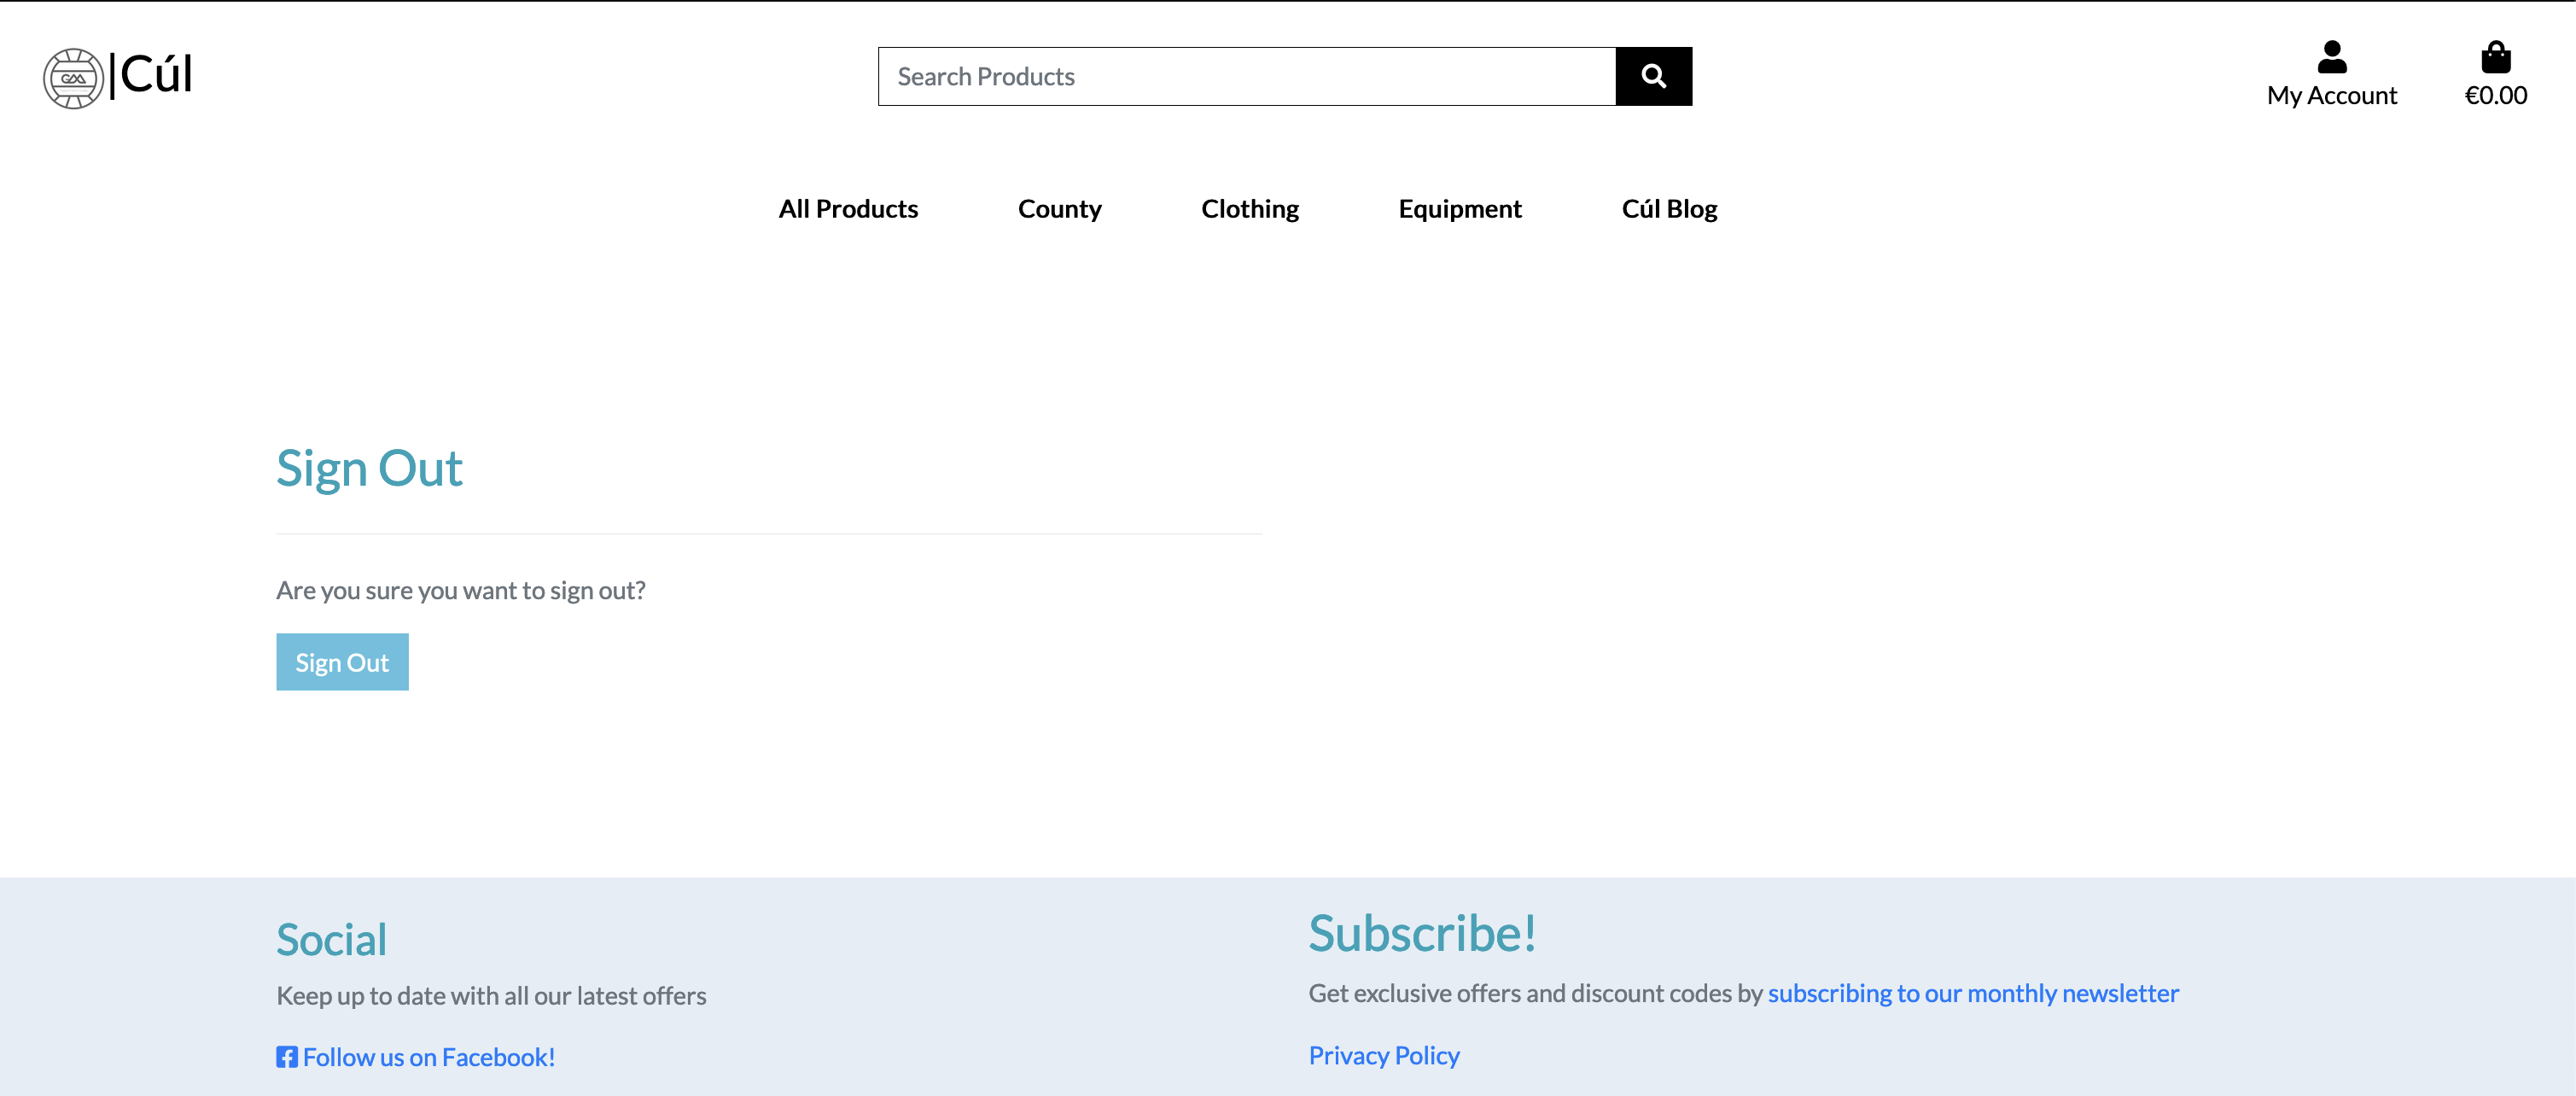 GAA
|Cúl
Search Products
My Account
€0.00
All Products
County
Clothing
Equipment
Cúl Blog
Sign Out
Are you sure you want to sign out?
Sign Out
Social
Keep up to date with all our latest offers
Follow us on Facebook!
Subscribe!
Get exclusive offers and discount codes by subscribing to our monthly newsletter
Privacy Policy